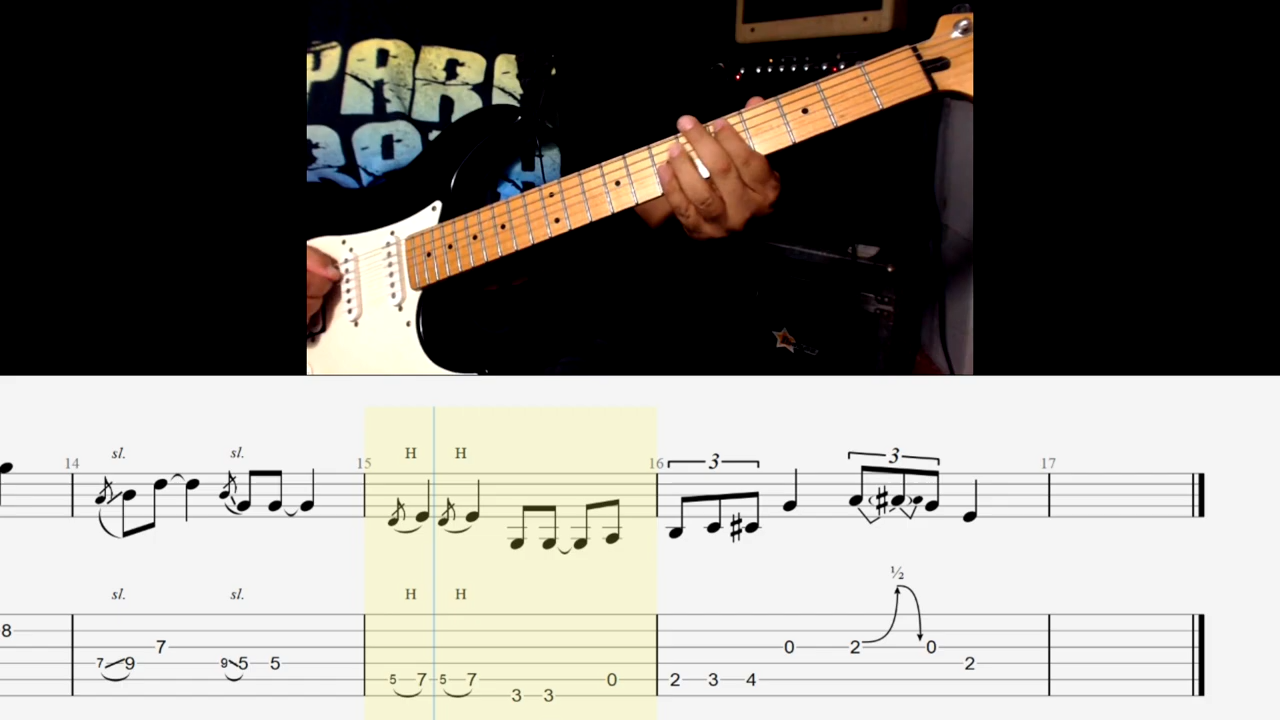 PARK
14 sl. sl. 15 H H 16 3 3 17
½
sl. sl. H H
8 7 9 7 9 5 5 5 7 5 7 3 3 0 2 3 4 0 2 0 2